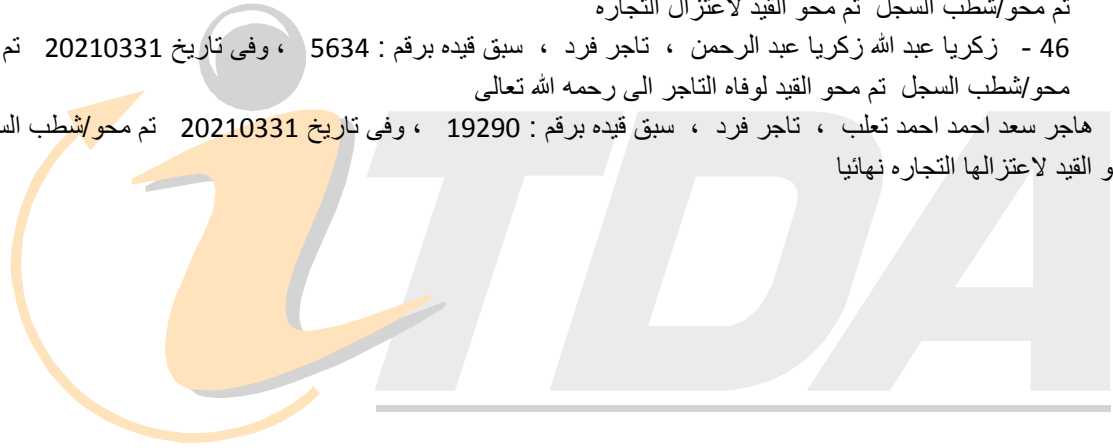 تم محو/شطب السجل تم محو القيد لاعتزال التجاره
46 - زكريا عبد الله زكريا عبد الرحمن ، تاجر فرد ، سبق قيده برقم : 5634 ، وفى تاريخ 20210331 تم
محو/شطب السجل تم محو القيد لوفاه التاجر الى رحمه الله تعالى
هاجر سعد احمد احمد تعلب ، تاجر فرد ، سبق قيده برقم : 19290 ، وفى تاريخ 20210331 تم محو/شطب
و القيد لاعتزالها التجاره نهائيا
iTDA